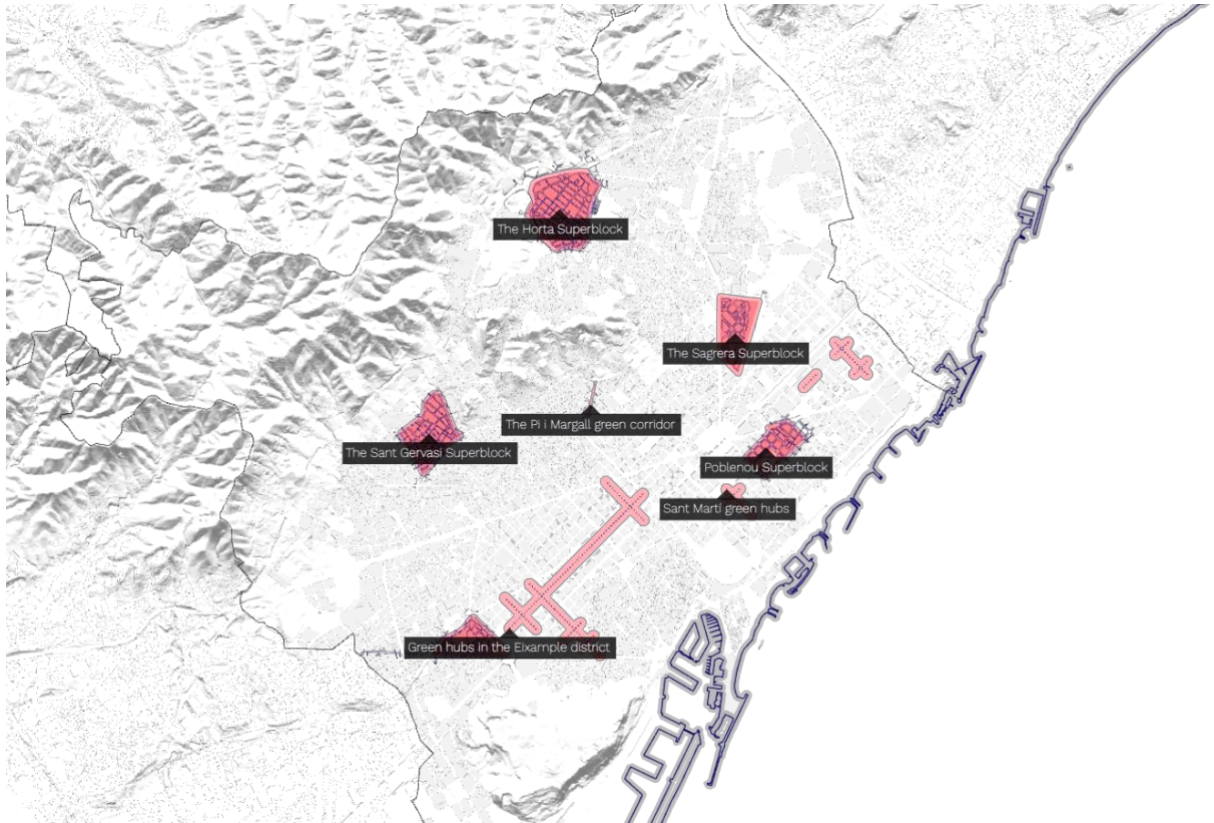 The Horta Superblock
The Sagrera Superblock
The Pi i Margall green corridor
The Sant Gervasi Superblock
Poblenou Superblock
Sant Martí green hubs
Green hubs in the Eixample district